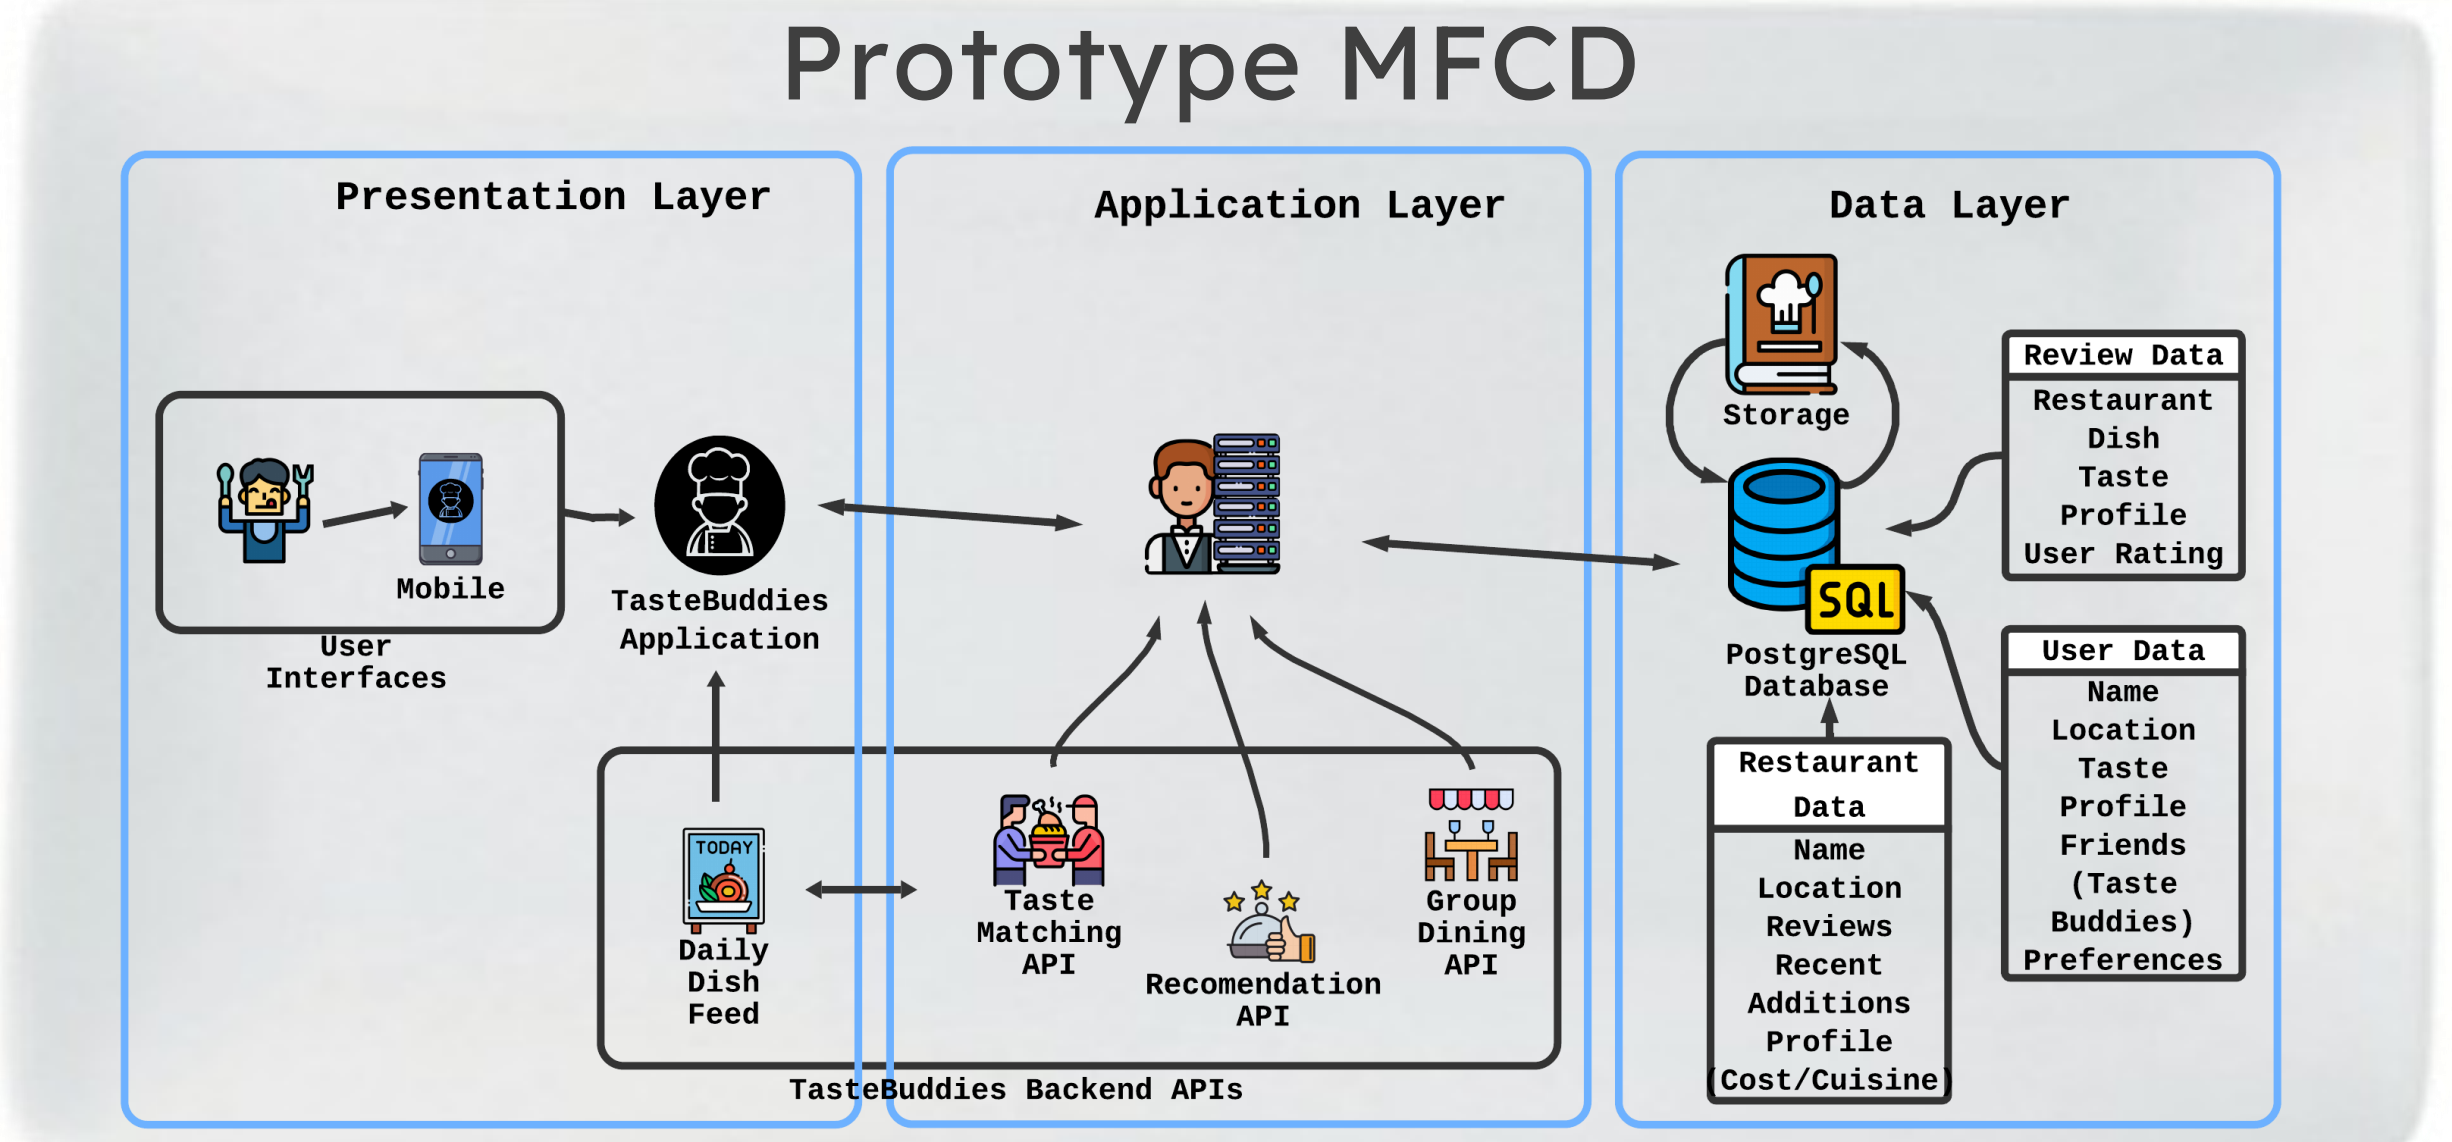 Prototype MFCD
Presentation Layer
Mobile
User
Interfaces
TasteBuddies
Application
TODAY
Daily
Dish
Feed
Application Layer
Taste
Matching
API
Recomendation
API
Group
Dining
API
TasteBuddies Backend APIs
Data Layer
Storage
SQL
PostgreSQL
Database
Review Data
Restaurant
Dish
Taste
Profile
User Rating
User Data
Name
Location
Taste
Profile
Friends
(Taste
Buddies)
Preferences
Restaurant
Data
Name
Location
Reviews
Recent
Additions
Profile
(Cost/Cuisine)